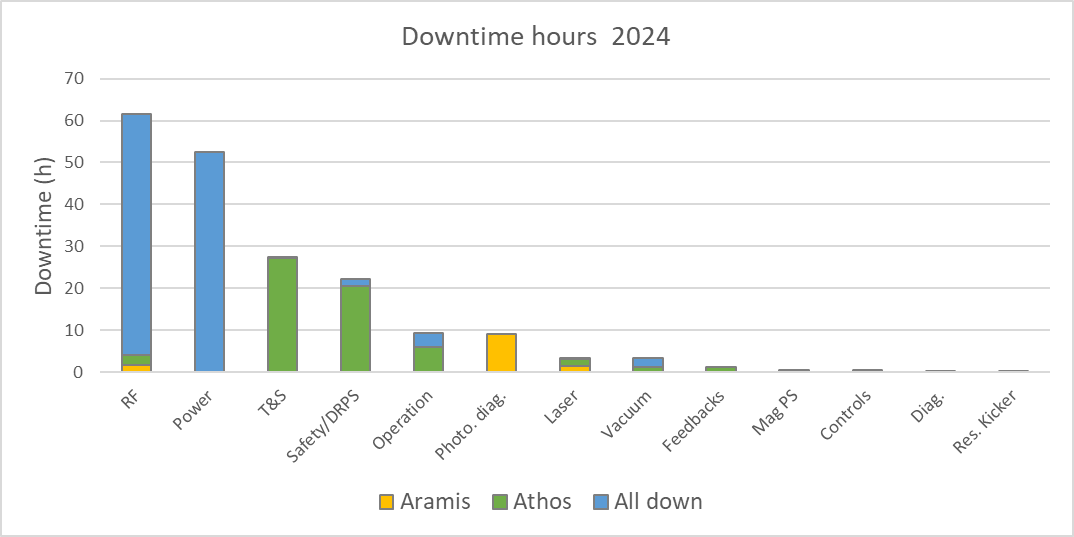 Downtime hours  2024
Downtime (h)
70
60
50
40
30
20
10
0
RF
Power
T&S
Safety/DRPS
Operation
Photo. diag.
Laser
Vacuum
Feedbacks
Mag PS
Controls
Diag.
Res. Kicker
Aramis
Athos
All down